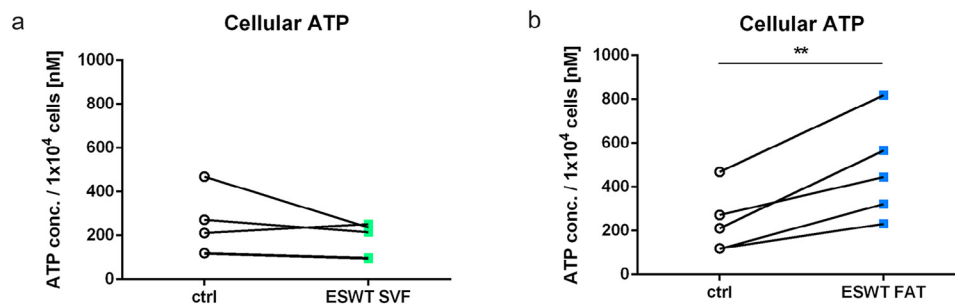 a
Cellular ATP
ATP conc. / 1x10⁴ cells [nM]
1000
800
600
400
200
0
ctrl
ESWT SVF
b
Cellular ATP
**
ATP conc. / 1x10⁴ cells [nM]
1000
800
600
400
200
0
ctrl
ESWT FAT